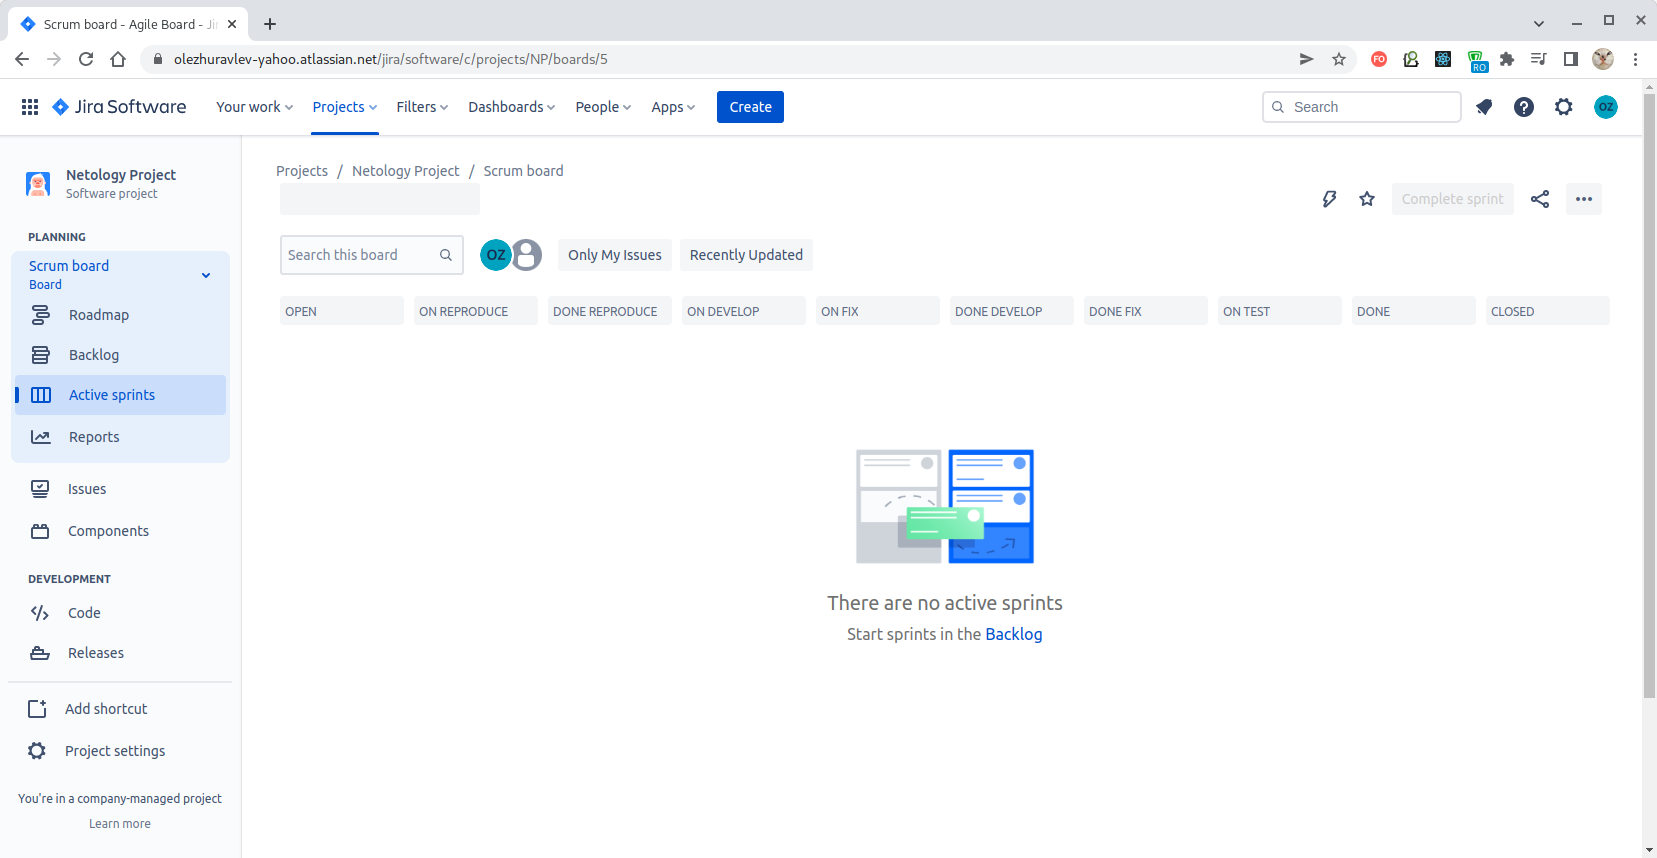 Scrum board - Agile Board - Jir
olezhuravlev-yahoo.atlassian.net/jira/software/c/projects/NP/boards/5
FO
RO
Jira Software
Your work
Projects
Filters
Dashboards
People
Apps
Create
Search
OZ
Netology Project
Software project
PLANNING
Scrum board
Board
Roadmap
Backlog
Active sprints
Reports
Issues
Components
DEVELOPMENT
Code
Releases
Add shortcut
Project settings
You're in a company-managed project
Learn more
Projects / Netology Project / Scrum board
Complete sprint
Search this board
OZ
Only My Issues
Recently Updated
OPEN
ON REPRODUCE
DONE REPRODUCE
ON DEVELOP
ON FIX
DONE DEVELOP
DONE FIX
ON TEST
DONE
CLOSED
There are no active sprints
Start sprints in the Backlog